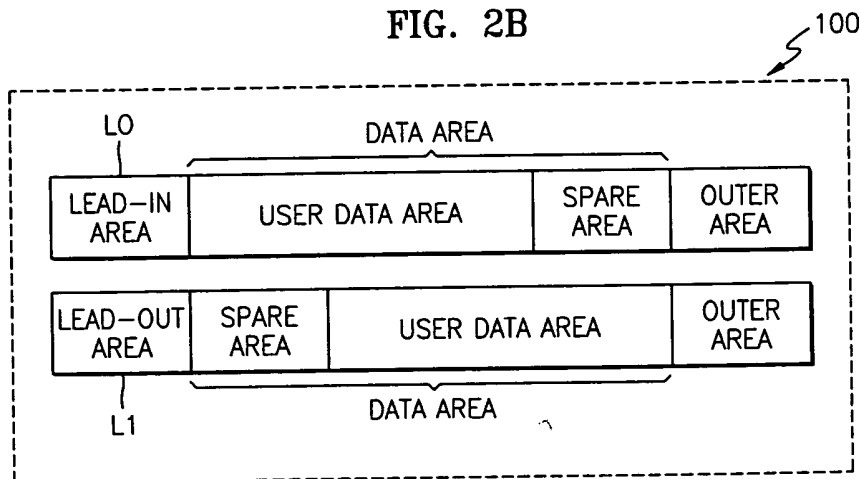 FIG. 2B
100
L0
DATA AREA
LEAD-IN
AREA
USER DATA AREA
SPARE
AREA
OUTER
AREA
LEAD-OUT
AREA
SPARE
AREA
USER DATA AREA
OUTER
AREA
L1
DATA AREA